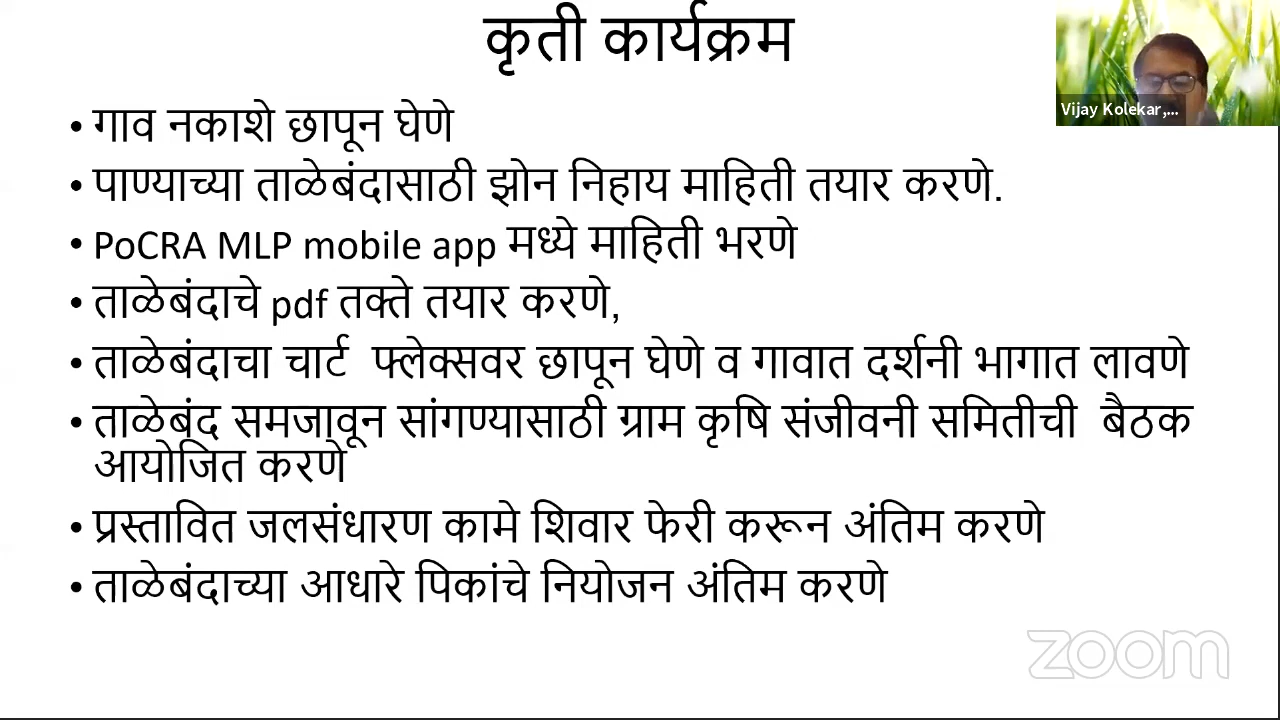 कृती कार्यक्रम
Vijay Kolekar,...
• गाव नकाशे छापून घेणे
• पाण्याच्या ताळेबंदासाठी झोन निहाय माहिती तयार करणे.
• PoCRA MLP mobile app मध्ये माहिती भरणे
• ताळेबंदाचे pdf तक्ते तयार करणे,
• ताळेबंदाचा चार्ट फ्लेक्सवर छापून घेणे व गावात दर्शनी भागात लावणे
• ताळेबंद समजावून सांगण्यासाठी ग्राम कृषि संजीवनी समितीची बैठक
आयोजित करणे
• प्रस्तावित जलसंधारण कामे शिवार फेरी करून अंतिम करणे
• ताळेबंदाच्या आधारे पिकांचे नियोजन अंतिम करणे
zoom